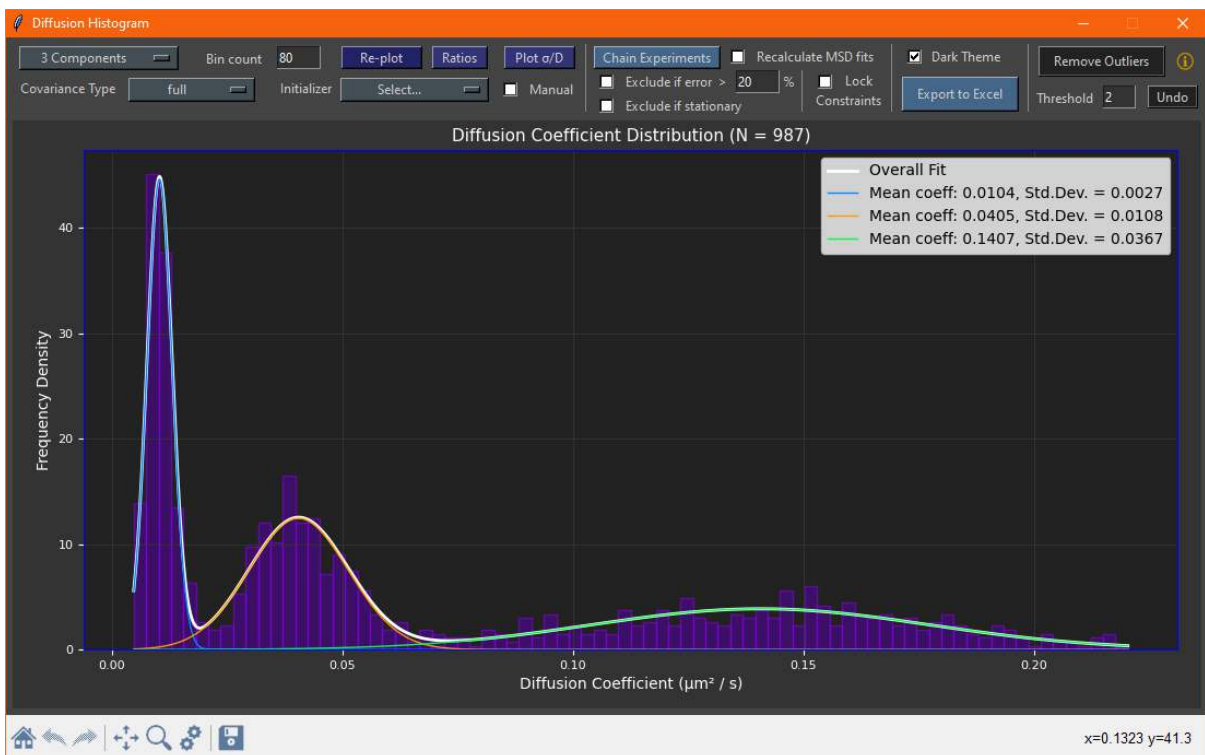 Diffusion Histogram
3 Components Bin count 80 Re-plot Ratios Plot σ/D Chain Experiments Recalculate MSD fits Dark Theme Remove Outliers
Covariance Type full Initializer Select... Manual Exclude if error > 20 % Lock Constraints Export to Excel Threshold 2 Undo
Exclude if stationary
Diffusion Coefficient Distribution (N = 987)
Overall Fit
Mean coeff: 0.0104, Std.Dev. = 0.0027
Mean coeff: 0.0405, Std.Dev. = 0.0108
Mean coeff: 0.1407, Std.Dev. = 0.0367
Frequency Density
40
30
20
10
0
0.00 0.05 0.10 0.15 0.20
Diffusion Coefficient (μm² / s)
x=0.1323 y=41.3